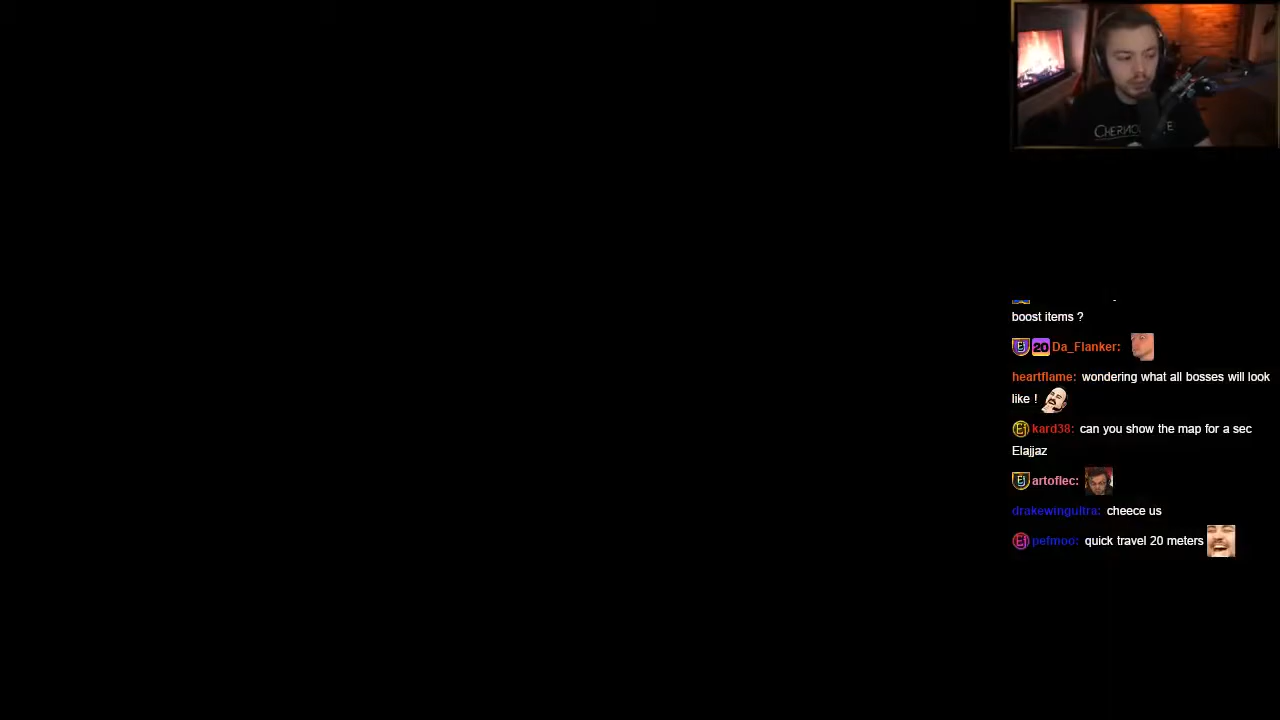 boost items ?
20 Da_Flanker:
heartflame: wondering what all bosses will look
like !
kard38: can you show the map for a sec
Elajjaz
artoflec:
drakewingultra: cheece us
pefmoo: quick travel 20 meters